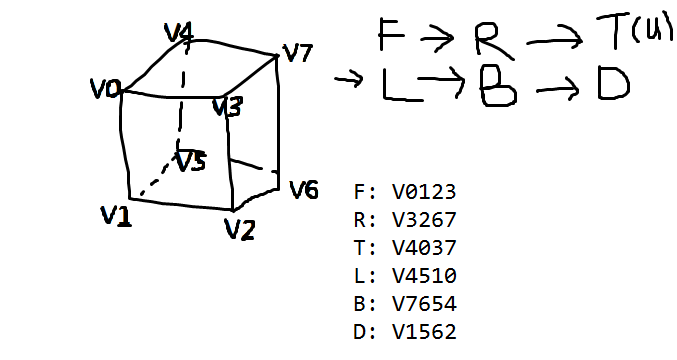 V4
V7
V0
V3
V5
V6
V1
V2
F → R → T(U)
→ L → B → D
F: V0123
R: V3267
T: V4037
L: V4510
B: V7654
D: V1562